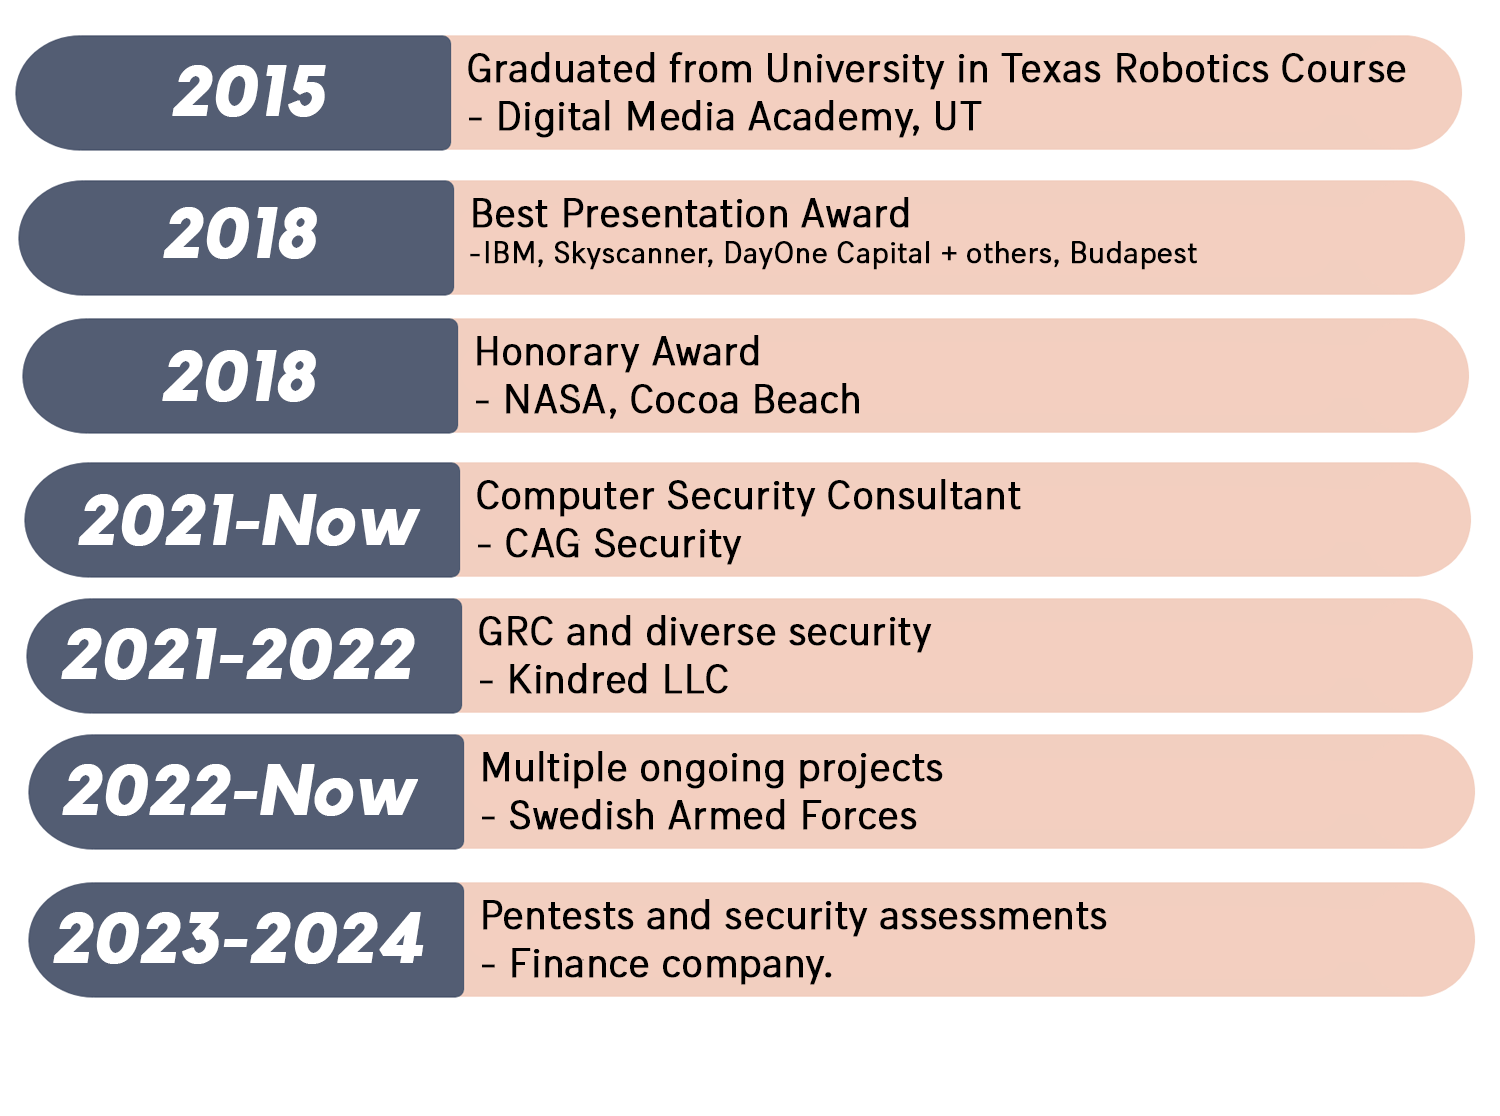 2015
Graduated from University in Texas Robotics Course
- Digital Media Academy, UT
2018
Best Presentation Award
-IBM, Skyscanner, DayOne Capital + others, Budapest
2018
Honorary Award
- NASA, Cocoa Beach
2021-Now
Computer Security Consultant
- CAG Security
2021-2022
GRC and diverse security
- Kindred LLC
2022-Now
Multiple ongoing projects
- Swedish Armed Forces
2023-2024
Pentests and security assessments
- Finance company.